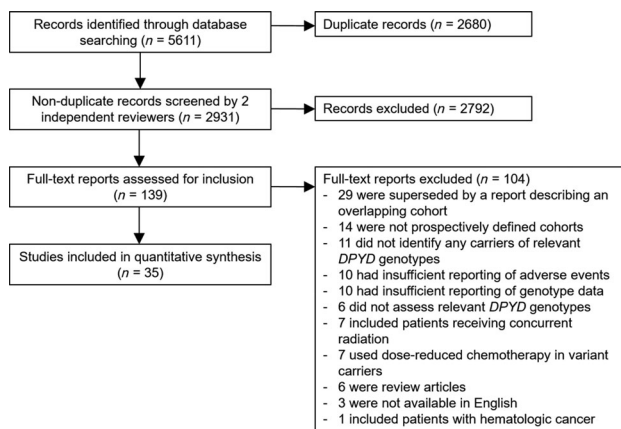 Records identified through database
searching (n = 5611)
Duplicate records (n = 2680)
Non-duplicate records screened by 2
independent reviewers (n = 2931)
Records excluded (n = 2792)
Full-text reports assessed for inclusion
(n = 139)
Studies included in quantitative synthesis
(n = 35)
Full-text reports excluded (n = 104)
- 29 were superseded by a report describing an
overlapping cohort
- 14 were not prospectively defined cohorts
- 11 did not identify any carriers of relevant
DPYD genotypes
- 10 had insufficient reporting of adverse events
- 10 had insufficient reporting of genotype data
- 6 did not assess relevant DPYD genotypes
- 7 included patients receiving concurrent
radiation
- 7 used dose-reduced chemotherapy in variant
carriers
- 6 were review articles
- 3 were not available in English
- 1 included patients with hematologic cancer